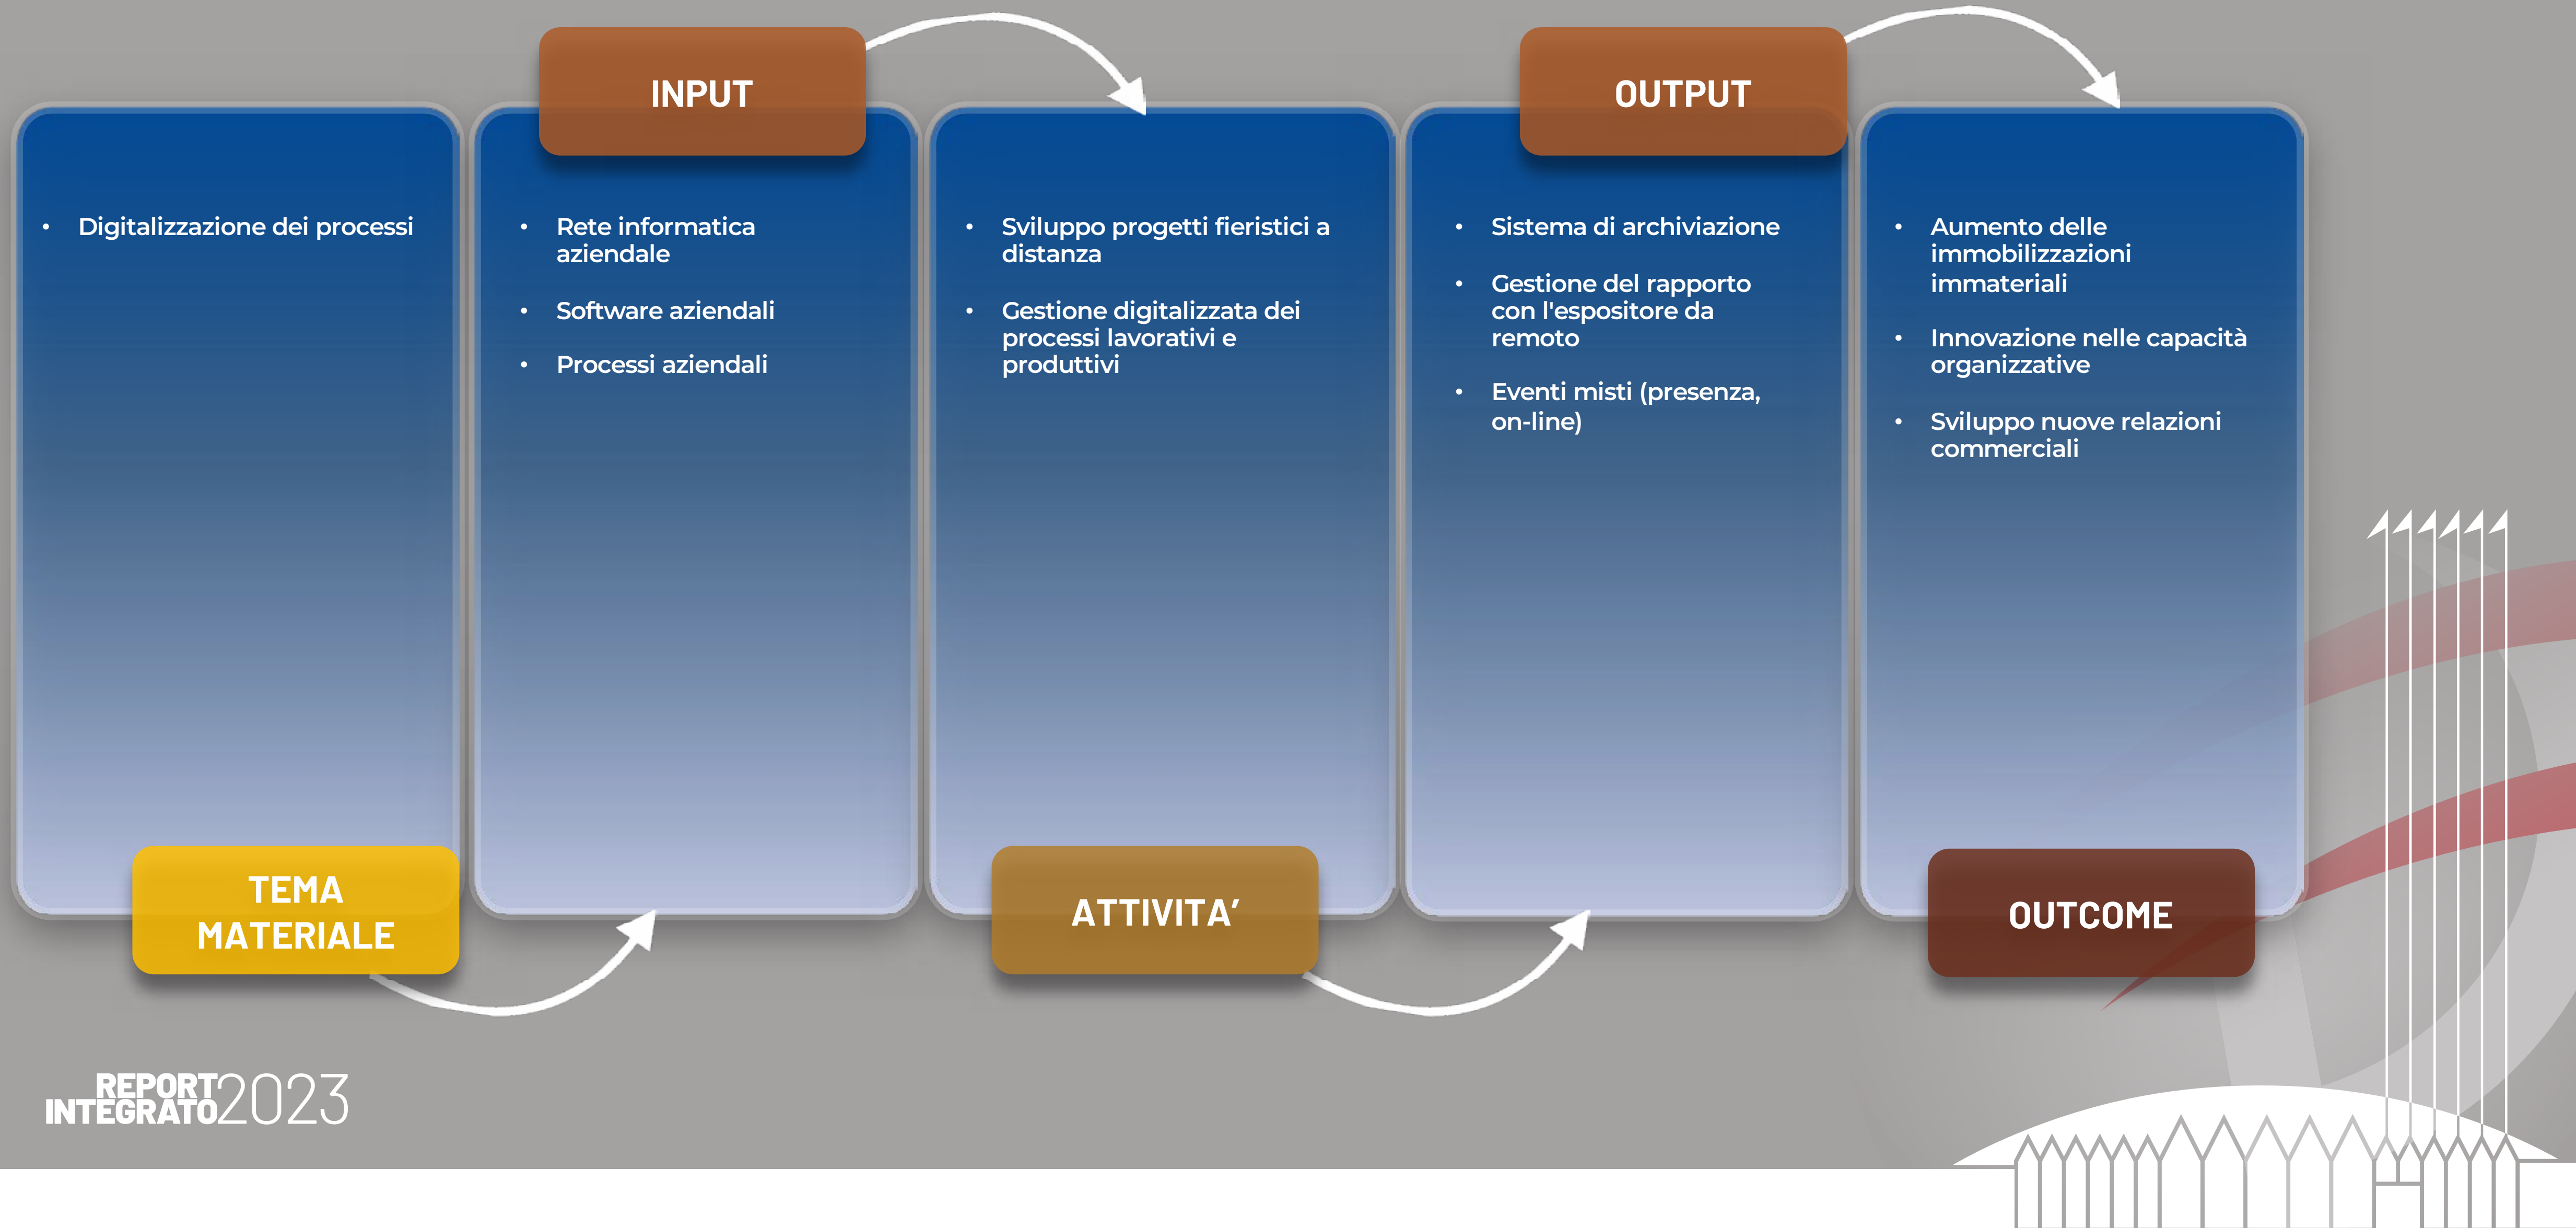 TEMA
MATERIALE
• Digitalizzazione dei processi
INPUT
• Rete informatica
aziendale
• Software aziendali
• Processi aziendali
ATTIVITA’
• Sviluppo progetti fieristici a
distanza
• Gestione digitalizzata dei
processi lavorativi e
produttivi
OUTPUT
• Sistema di archiviazione
• Gestione del rapporto
con l'espositore da
remoto
• Eventi misti (presenza,
on-line)
OUTCOME
• Aumento delle
immobilizzazioni
immateriali
• Innovazione nelle capacità
organizzative
• Sviluppo nuove relazioni
commerciali
REPORT
INTEGRATO 2023